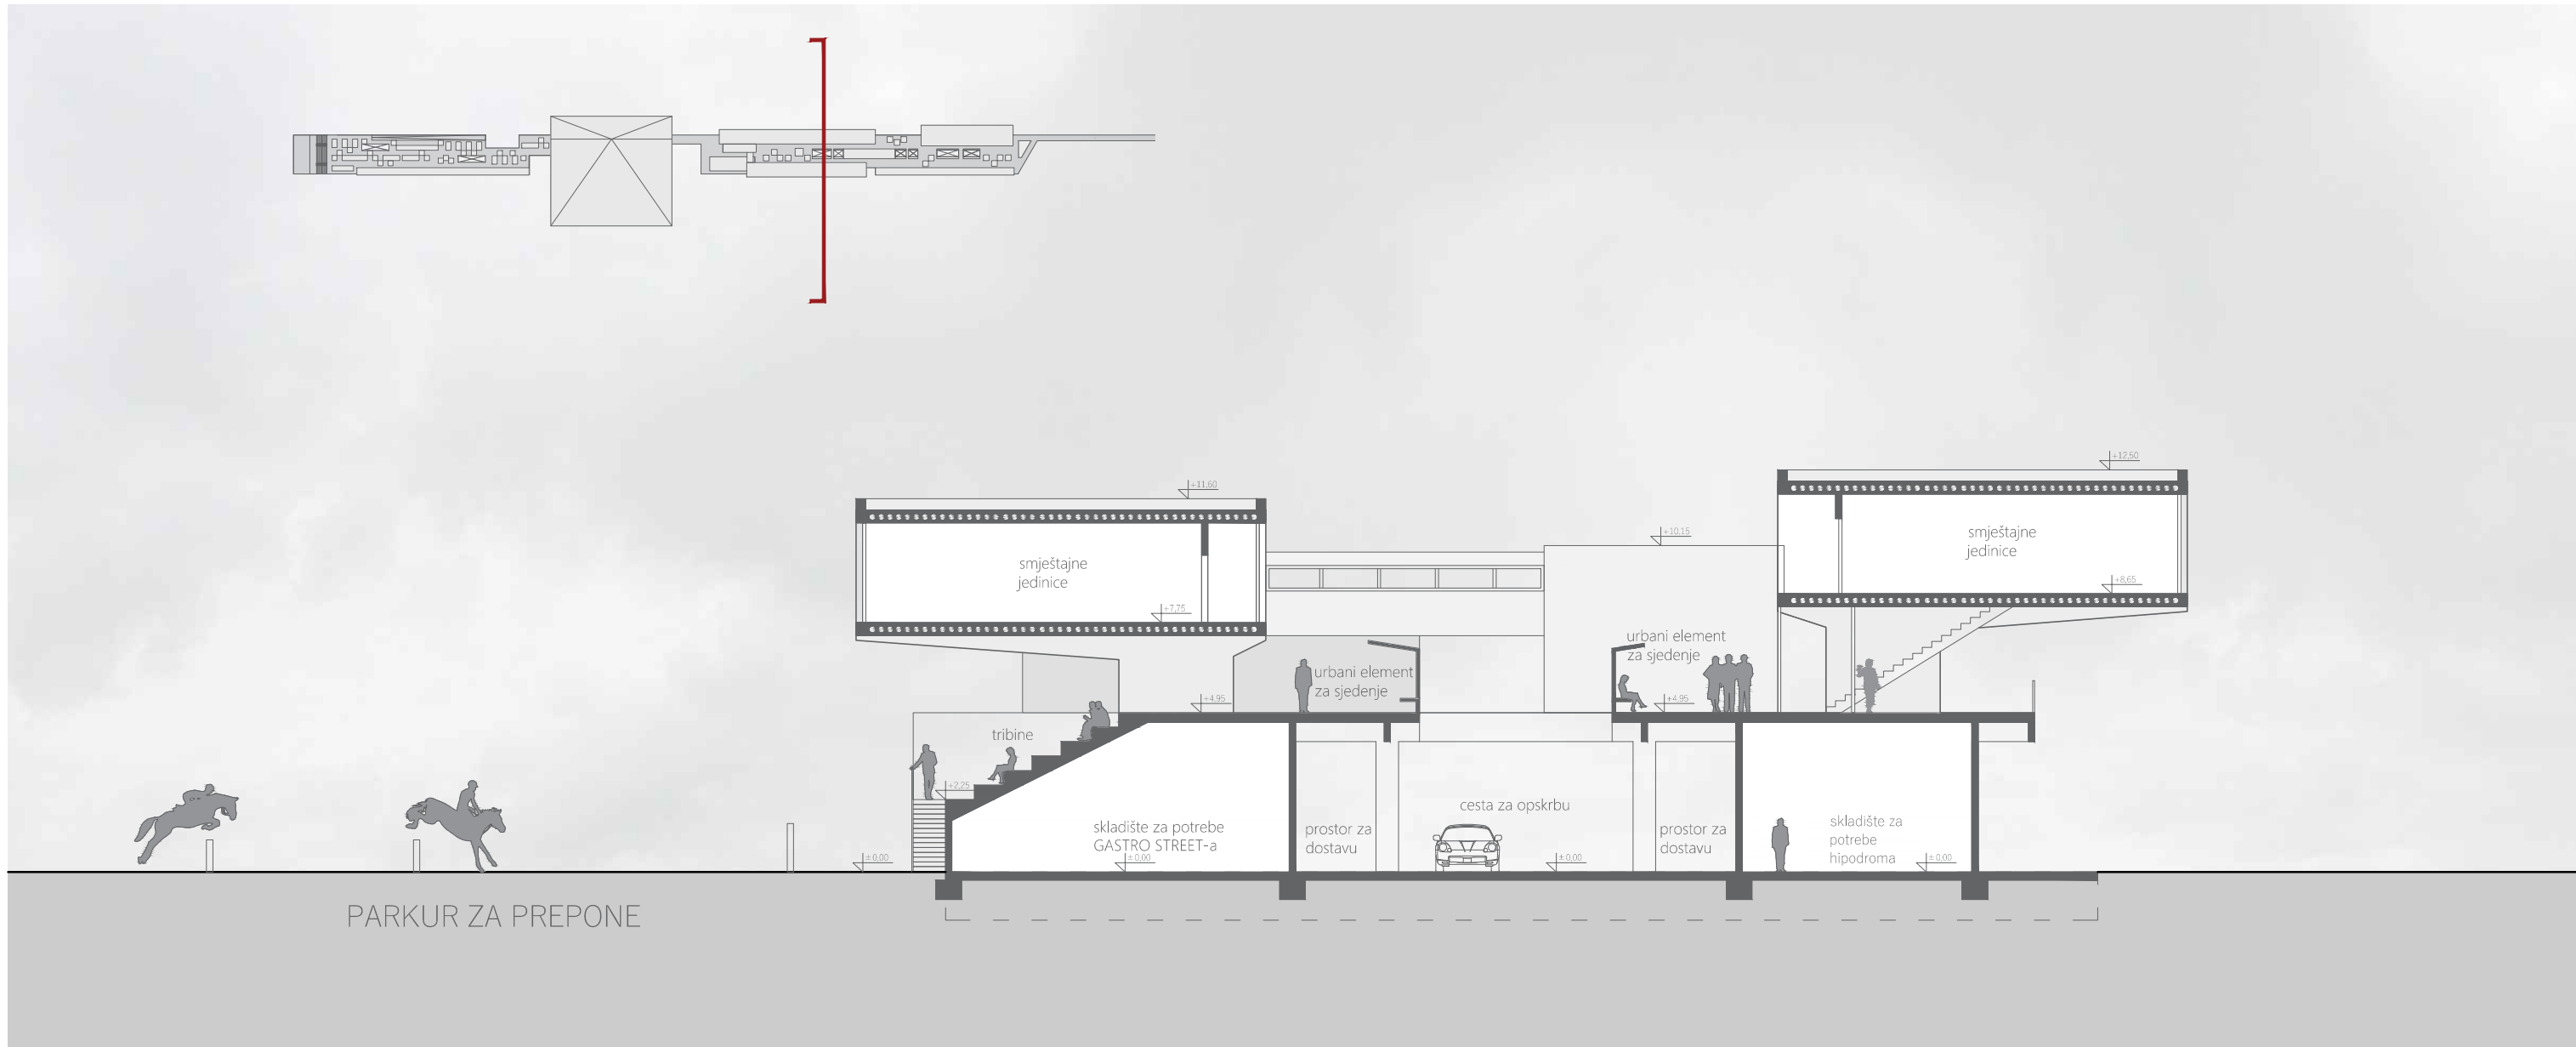 +12,50
+11,60
+10,15
smještajne
jedinice
smještajne
jedinice
+8,65
+7,75
urbani element
za sjedenje
urbani element
za sjedenje
+4,95
+4,95
tribine
+2,25
cesta za opskrbu
skladište za potrebe
GASTRO STREET-a
prostor za
dostavu
prostor za
dostavu
skladište za
potrebe
hipodroma
±0,00
±0,00
±0,00
±0,00
PARKUR ZA PREPONE